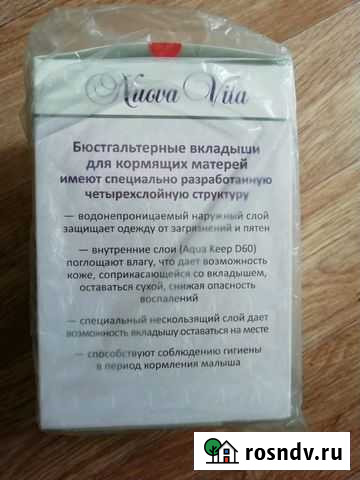 Nuova Vita
Бюстгальтерные вкладыши
для кормящих матерей
имеют специально разработанную
четырехслойную структуру
— водонепроницаемый наружный слой
защищает одежду от загрязнений и пятен
— внутренние слои (Aqua Keep D60)
поглощают влагу, что дает возможность
коже, соприкасающейся со вкладышем,
оставаться сухой, снижая опасность
воспалений
— специальный нескользящий слой дает
возможность вкладышу оставаться на месте
— способствуют соблюдению гигиены
в период кормления малыша
rosndv.ru